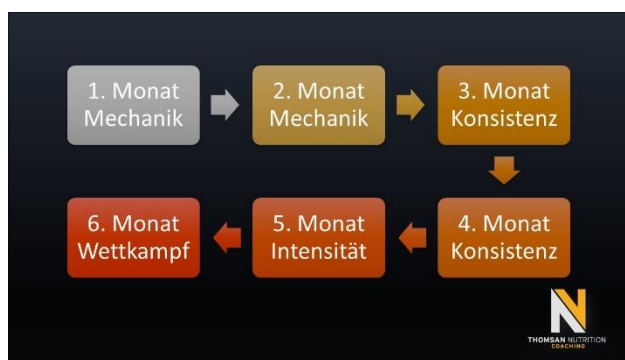 1. Monat
Mechanik
2. Monat
Mechanik
3. Monat
Konsistenz
4. Monat
Konsistenz
5. Monat
Intensität
6. Monat
Wettkampf
THOMSAN NUTRITION
COACHING